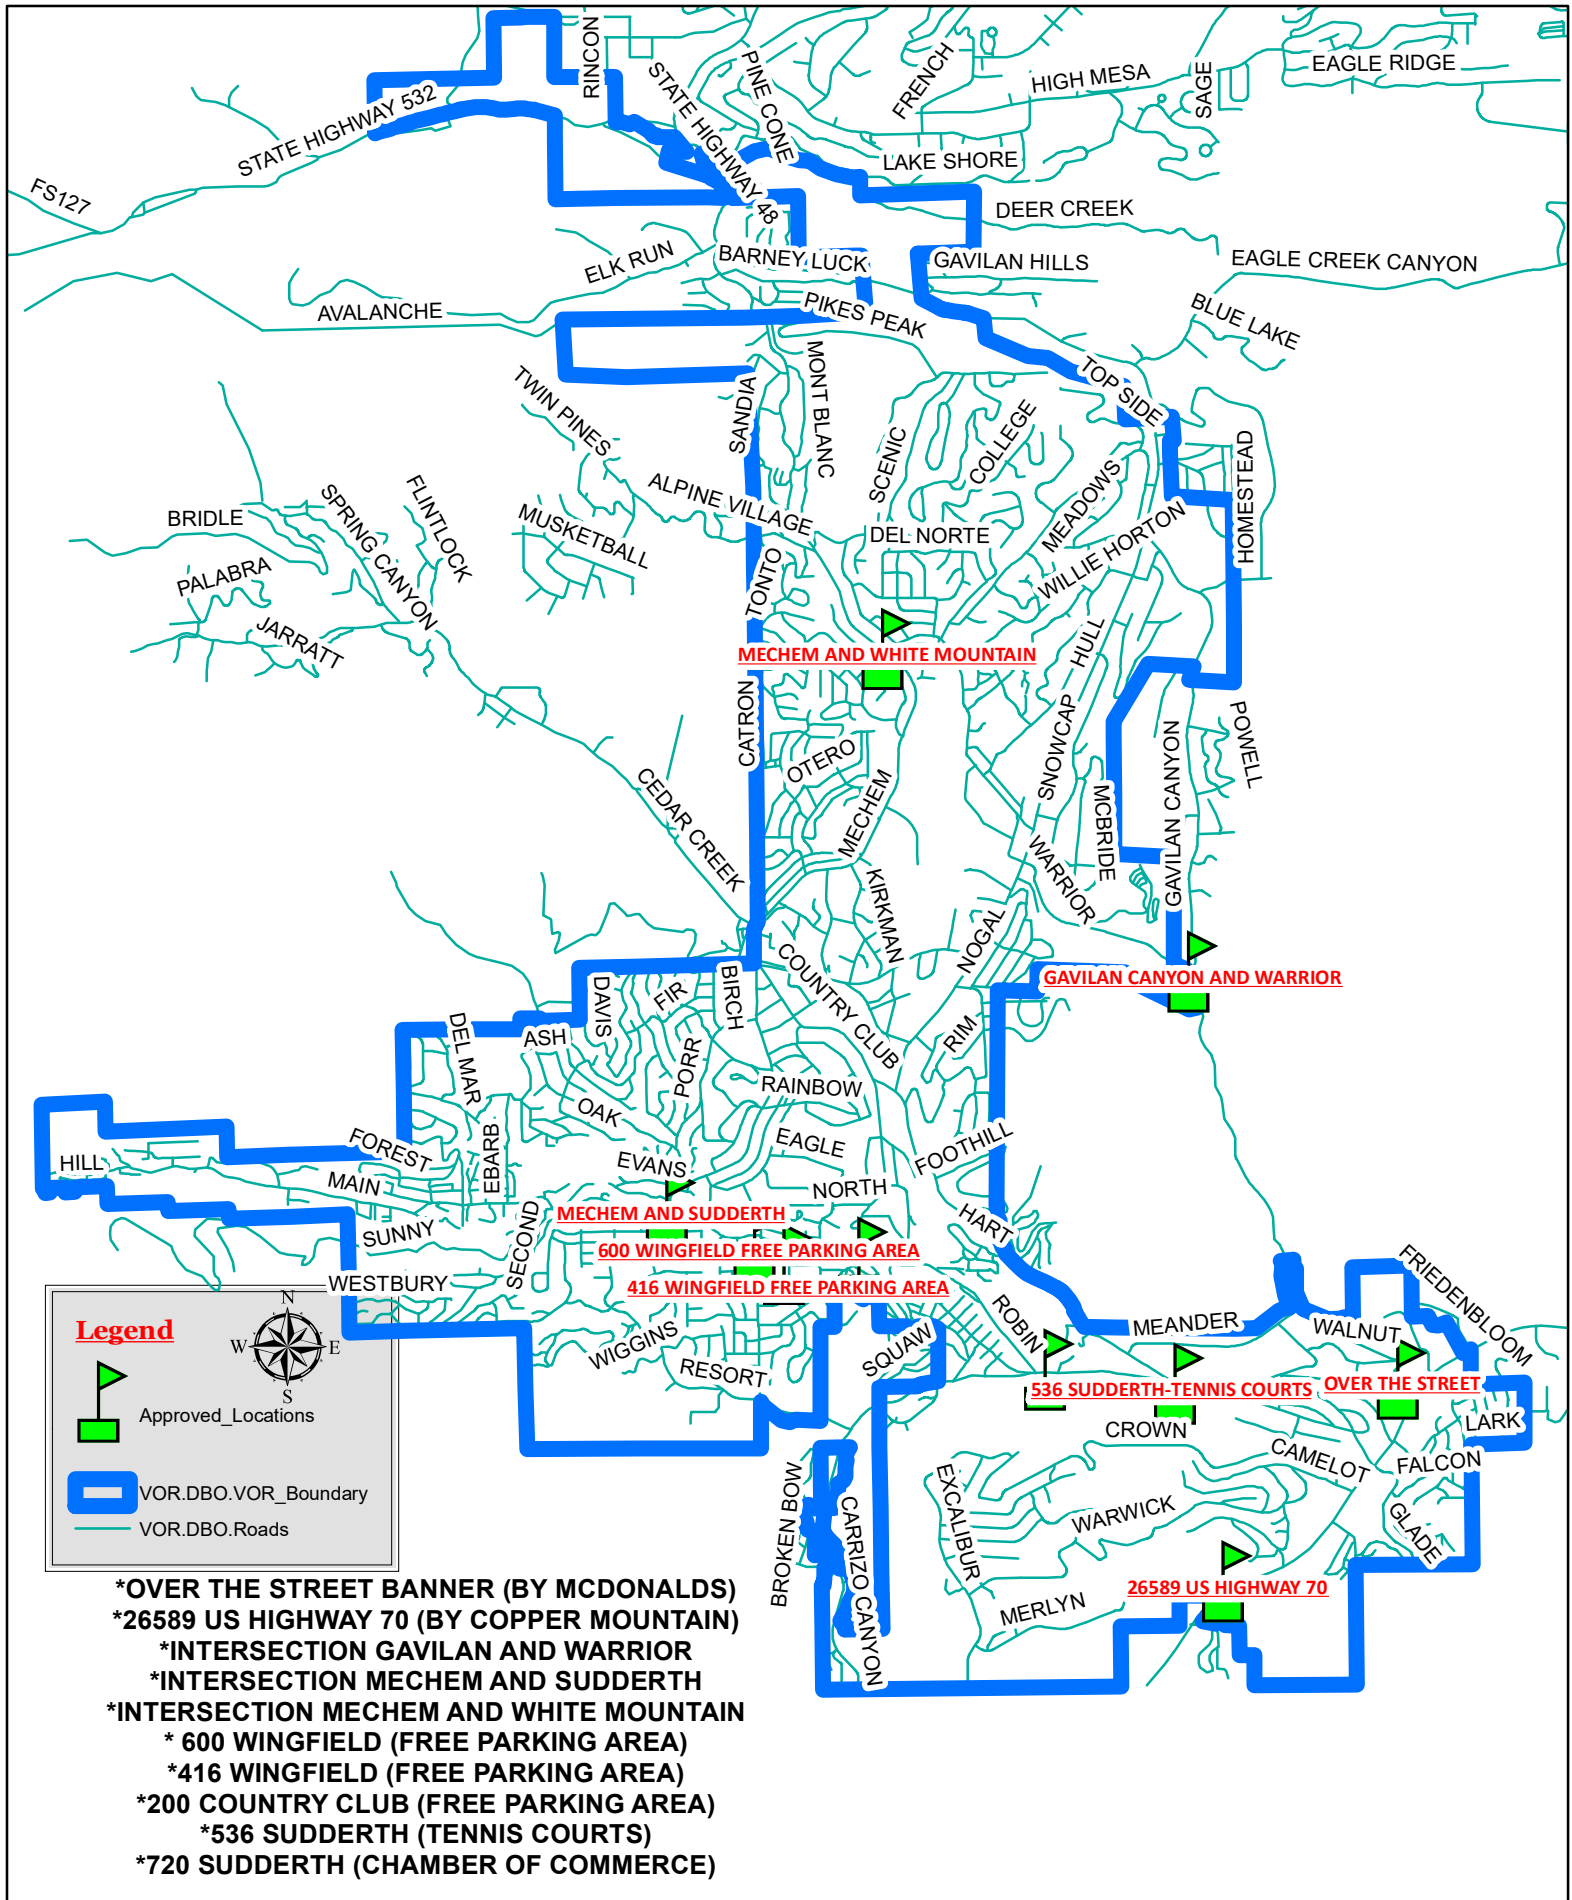 RINCON
STATE HIGHWAY 48
PINE CONE
FRENCH
HIGH MESA
SAGE
EAGLE RIDGE
STATE HIGHWAY 532
LAKE SHORE
FS127
DEER CREEK
ELK RUN
BARNEY LUCK
GAVILAN HILLS
EAGLE CREEK CANYON
AVALANCHE
PIKES PEAK
BLUE LAKE
TWIN PINES
SANDIA
MONT BLANC
TOP SIDE
SCENIC
COLLEGE
HOMESTEAD
BRIDLE
SPRING CANYON
FLINTLOCK
MUSKETBALL
ALPINE VILLAGE
DEL NORTE
MEADOWS
WILLIE HORTON
PALABRA
JARRATT
TONTO
HULL
MECHEM AND WHITE MOUNTAIN
CATRON
OTERO
SNOWCAP
GAVILAN CANYON
POWELL
CEDAR CREEK
MECHEM
MCBRIDE
WARRIOR
KIRKMAN
NOGAL
COUNTRY CLUB
GAVILAN CANYON AND WARRIOR
DAVIS
FIR
BIRCH
DEL MAR
ASH
RIM
PORR
RAINBOW
OAK
FOREST
EBARB
EAGLE
FOOTHILL
HILL
MAIN
EVANS
NORTH
SUNNY
SECOND
MECHEM AND SUDDERTH
HART
600 WINGFIELD FREE PARKING AREA
WESTBURY
416 WINGFIELD FREE PARKING AREA
FRIEDENBLOOM
ROBIN
MEANDER
WALNUT
WIGGINS
RESORT
SQUAW
536 SUDDERTH-TENNIS COURTS
OVER THE STREET
LARK
CROWN
CAMELOT
FALCON
BROKEN BOW
CARRIZO CANYON
EXCALIBUR
WARWICK
GLADE
26589 US HIGHWAY 70
MERLYN
Legend
N
W
E
S
Approved_Locations
VOR.DBO.VOR_Boundary
VOR.DBO.Roads
*OVER THE STREET BANNER (BY MCDONALDS)
*26589 US HIGHWAY 70 (BY COPPER MOUNTAIN)
*INTERSECTION GAVILAN AND WARRIOR
*INTERSECTION MECHEM AND SUDDERTH
*INTERSECTION MECHEM AND WHITE MOUNTAIN
* 600 WINGFIELD (FREE PARKING AREA)
*416 WINGFIELD (FREE PARKING AREA)
*200 COUNTRY CLUB (FREE PARKING AREA)
*536 SUDDERTH (TENNIS COURTS)
*720 SUDDERTH (CHAMBER OF COMMERCE)